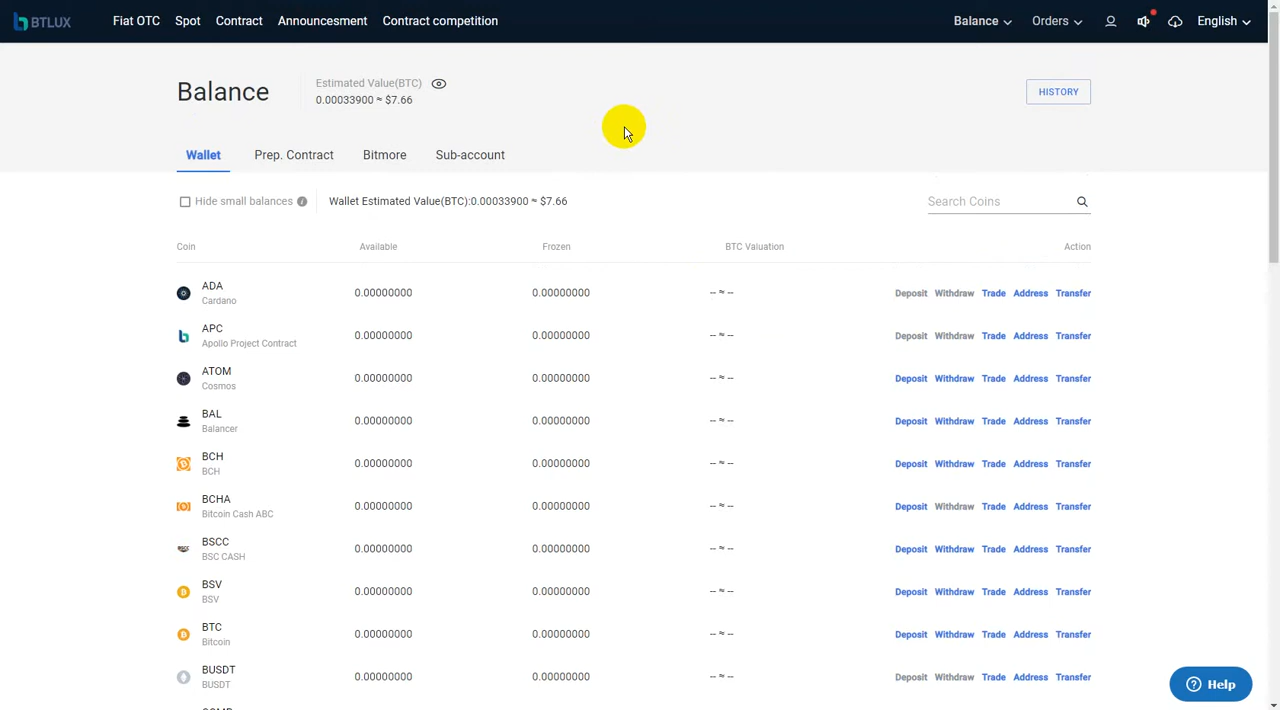 BTLUX Fiat OTC Spot Contract Announcesment Contract competition Balance Orders English
Balance Estimated Value(BTC)
0.00033900 ≈ $7.66
HISTORY
Wallet Prep. Contract Bitmore Sub-account
Hide small balances Wallet Estimated Value(BTC):0.00033900 ≈ $7.66 Search Coins
Coin Available Frozen BTC Valuation Action
ADA
Cardano
0.00000000 0.00000000 -- ≈ -- Deposit Withdraw Trade Address Transfer
APC
Apollo Project Contract
0.00000000 0.00000000 -- ≈ -- Deposit Withdraw Trade Address Transfer
ATOM
Cosmos
0.00000000 0.00000000 -- ≈ -- Deposit Withdraw Trade Address Transfer
BAL
Balancer
0.00000000 0.00000000 -- ≈ -- Deposit Withdraw Trade Address Transfer
BCH
BCH
0.00000000 0.00000000 -- ≈ -- Deposit Withdraw Trade Address Transfer
BCHA
Bitcoin Cash ABC
0.00000000 0.00000000 -- ≈ -- Deposit Withdraw Trade Address Transfer
BSCC
BSC CASH
0.00000000 0.00000000 -- ≈ -- Deposit Withdraw Trade Address Transfer
BSV
BSV
0.00000000 0.00000000 -- ≈ -- Deposit Withdraw Trade Address Transfer
BTC
Bitcoin
0.00000000 0.00000000 -- ≈ -- Deposit Withdraw Trade Address Transfer
BUSDT
BUSDT
0.00000000 0.00000000 -- ≈ -- Deposit Withdraw Trade Address Transfer
Help